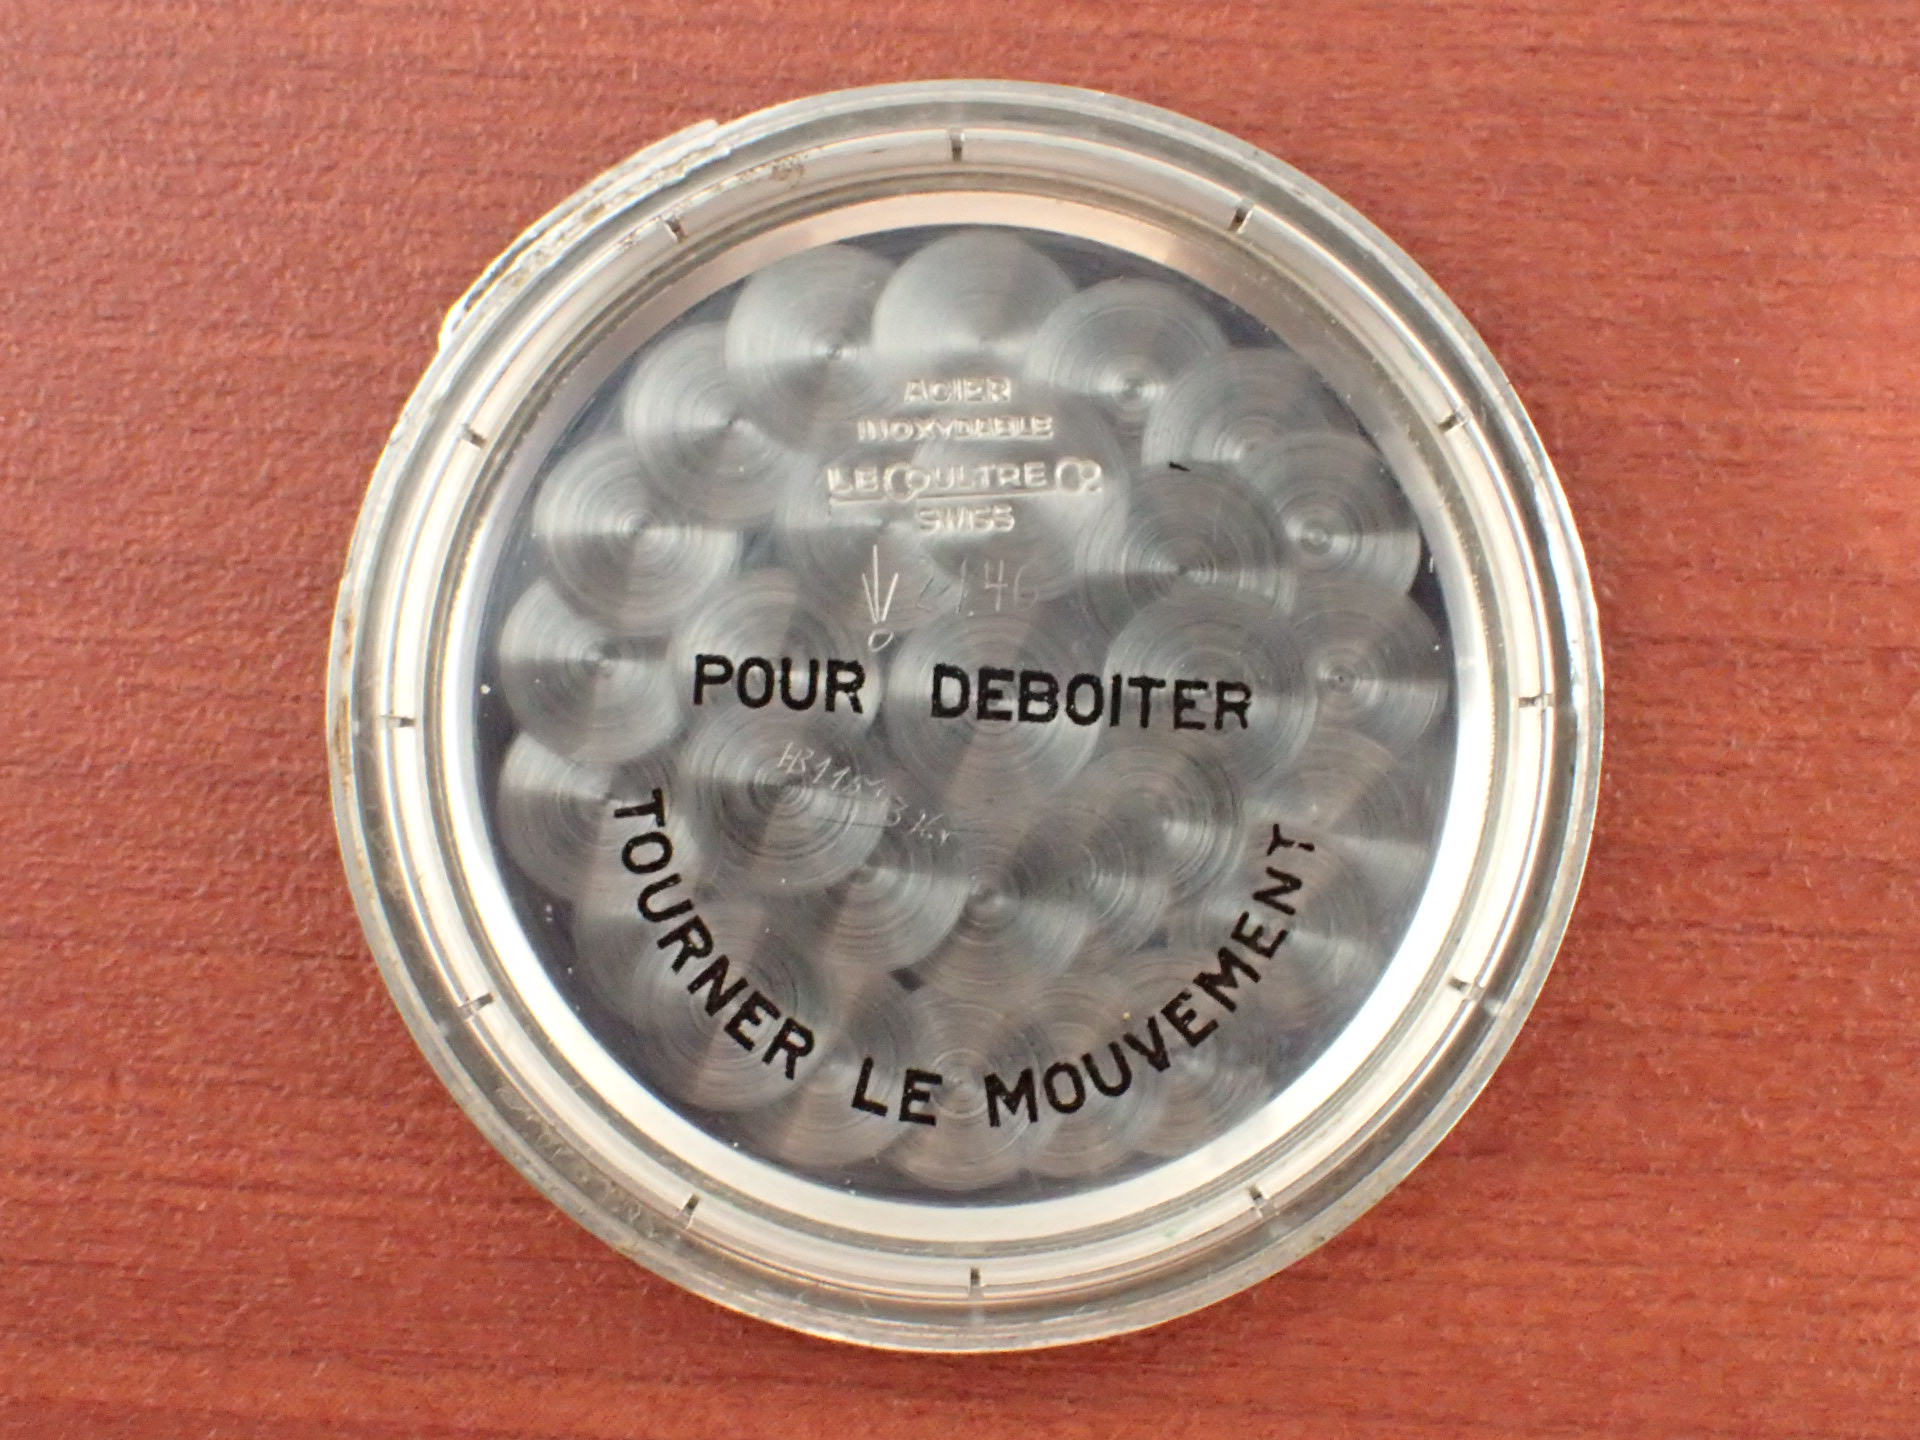 ACIER
INOXYDABLE
LECOULTRE Co
SWISS
POUR DEBOITER
TOURNER LE MOUVEMENT